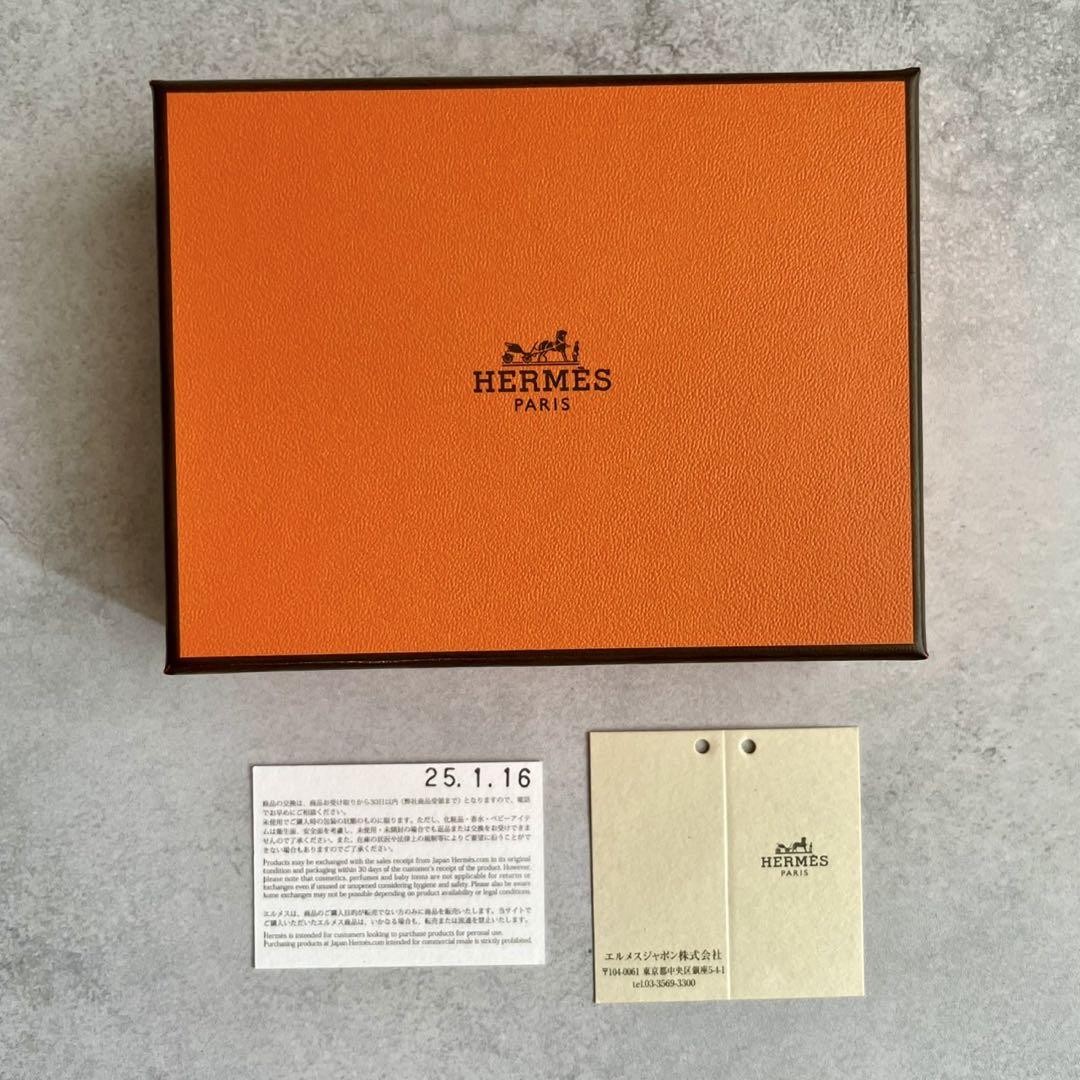 HERMÈS
PARIS
25.1.16
商品の交換は、商品お受け取りから30日以内（弊社商品受領まで）となりますので、電話
でお早めにご相談ください。
未使用でご購入時の包装の状態のものに限ります。ただし、化粧品・香水・ベビーアイテ
ムは衛生面、安全面を考慮し、未使用・未開封の場合でも返品または交換をお受けできま
せんので了承ください。また、在庫の状況や法律上の規制等によりご要望に沿うことがで
きない場合もありますのでご了承ください。
Products may be exchanged with the sales receipt from Japan Hermès.com in its original
condition and packaging within 30 days of the customer's receipt of the product. However,
please note that cosmetics, perfumes and baby items are not applicable for returns or
exchanges even if unused or unopened considering hygiene and safety. Please also be aware
some exchanges may not be possible depending on product availability or legal conditions.
エルメスは、商品のご購入目的が転売でない方のみに商品を販売いたします。当サイトで
ご購入いただいたエルメス商品は、いかなる場合も、転売または流通を禁止いたします。
Hermès is intended for customers looking to purchase products for personal use.
Purchasing products at Japan Hermès.com intended for commercial resale is strictly prohibited.
HERMÈS
PARIS
エルメスジャポン株式会社
〒104-0061 東京都中央区銀座5-4-1
tel.03-3569-3300